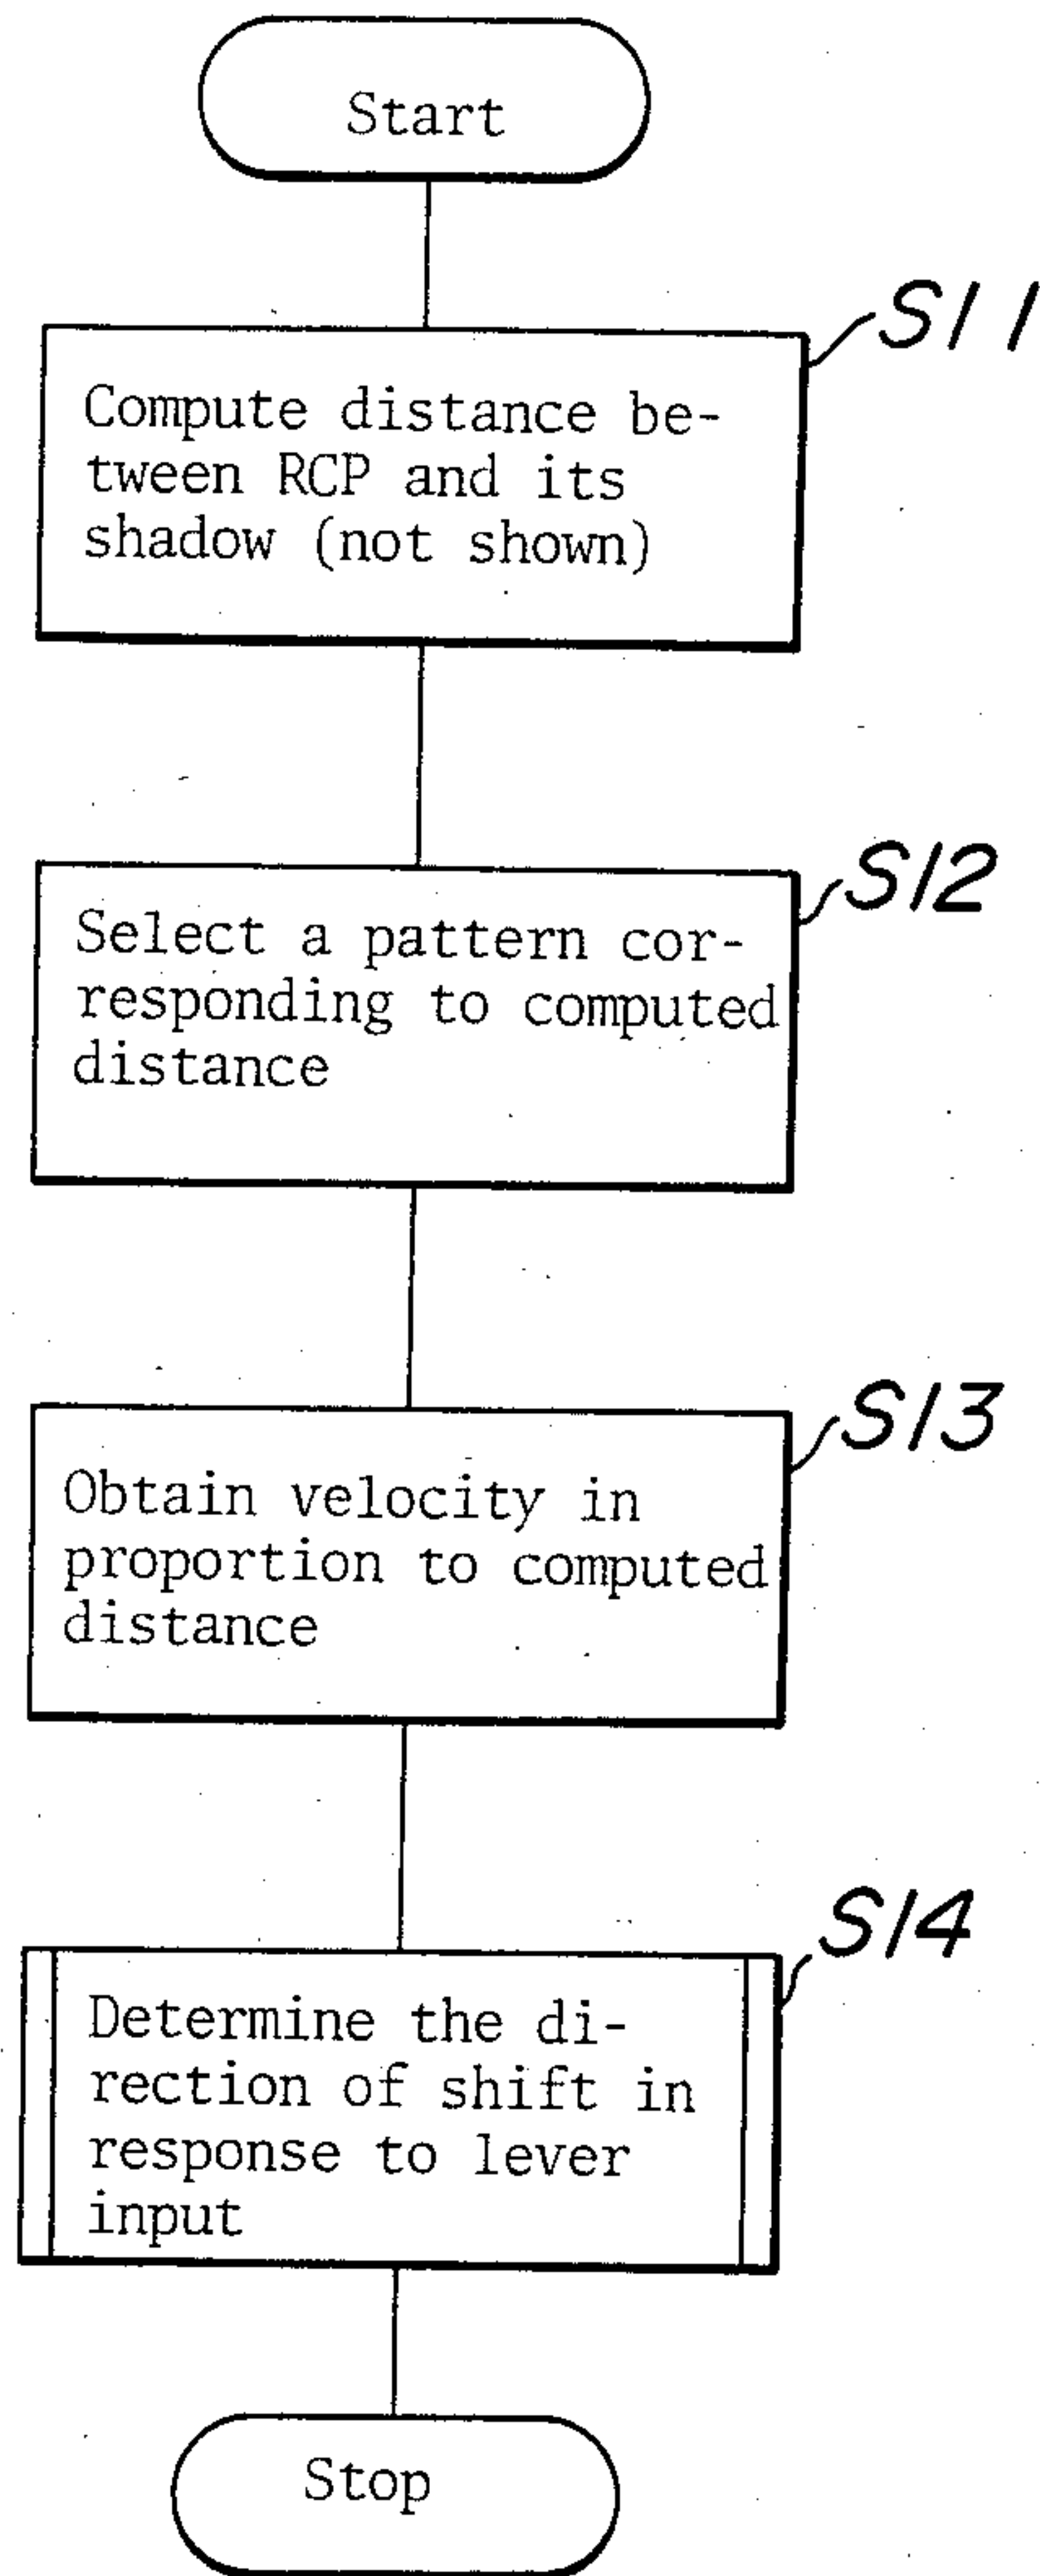 Start
S11
Compute distance be-
tween RCP and its
shadow (not shown)
S12
Select a pattern cor-
responding to computed
distance
S13
Obtain velocity in
proportion to computed
distance
S14
Determine the di-
rection of shift in
response to lever
input
Stop